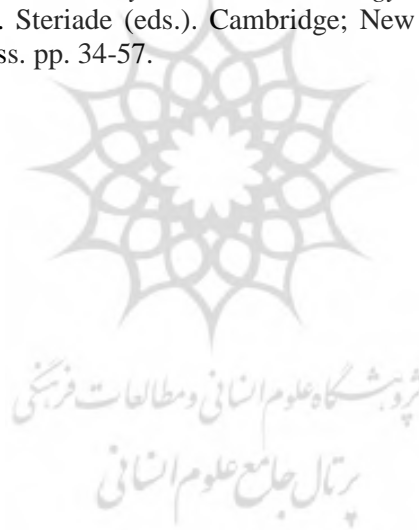 . Steriade (eds.). Cambridge; New
ss. pp. 34-57.
پژوهشگاه علوم انسانی و مطالعات فرهنگی
پرتال جامع علوم انسانی